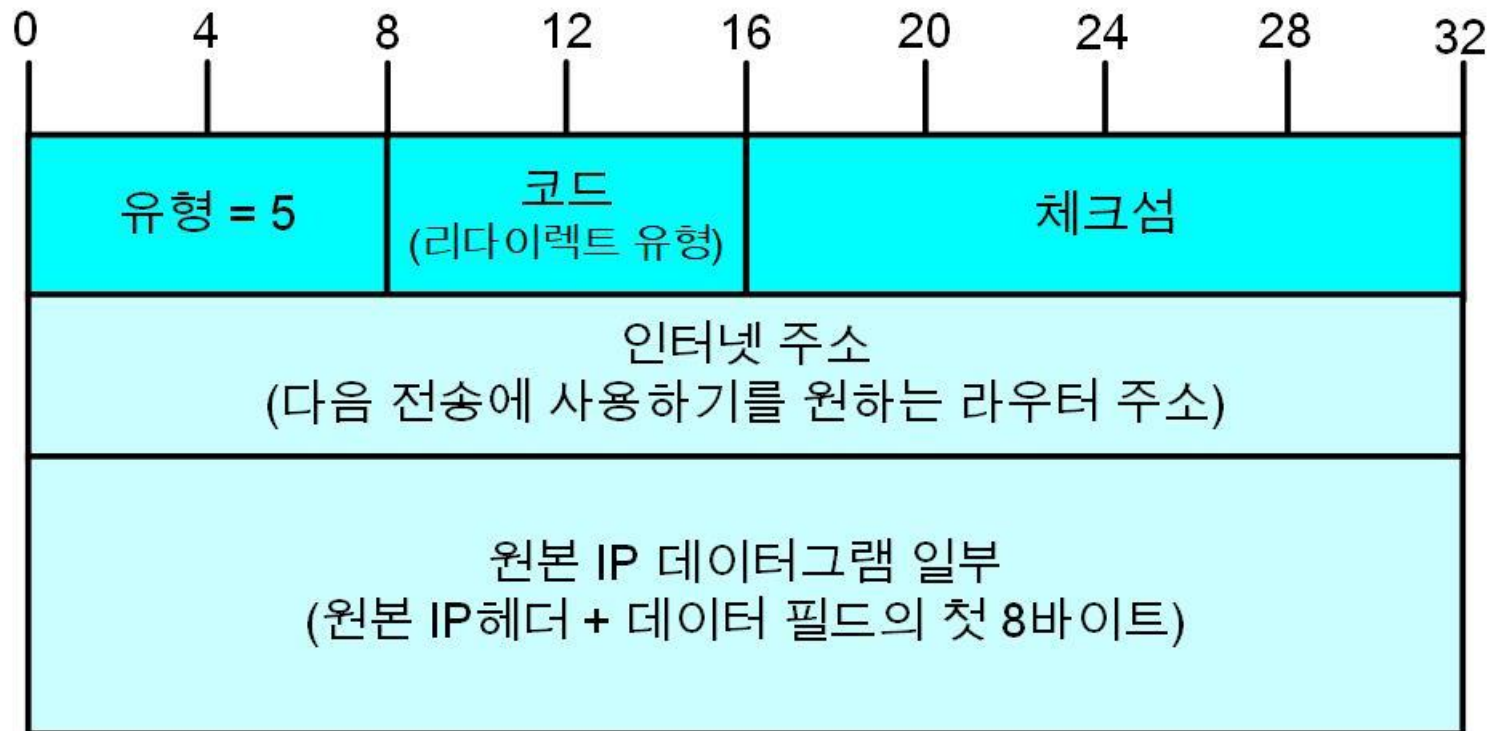 0 4 8 12 16 20 24 28 32
유형 = 5
코드
(리다이렉트 유형)
체크섬
인터넷 주소
(다음 전송에 사용하기를 원하는 라우터 주소)
원본 IP 데이터그램 일부
(원본 IP헤더 + 데이터 필드의 첫 8바이트)